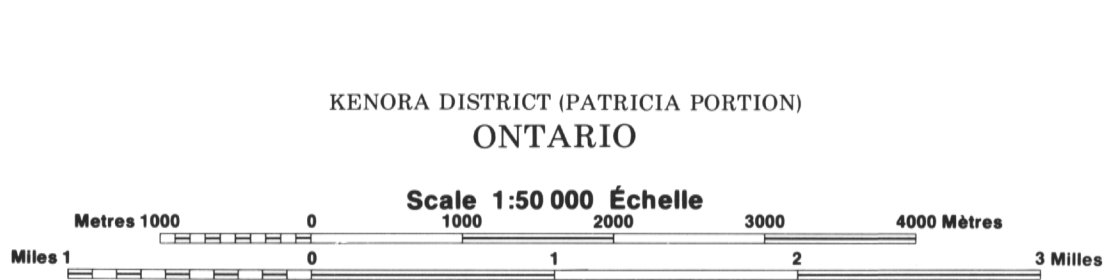 KENORA DISTRICT (PATRICIA PORTION)
ONTARIO
Scale 1:50 000 Échelle
Metres 1000 0 1000 2000 3000 4000 Mètres
Miles 1 0 1 2 3 Milles